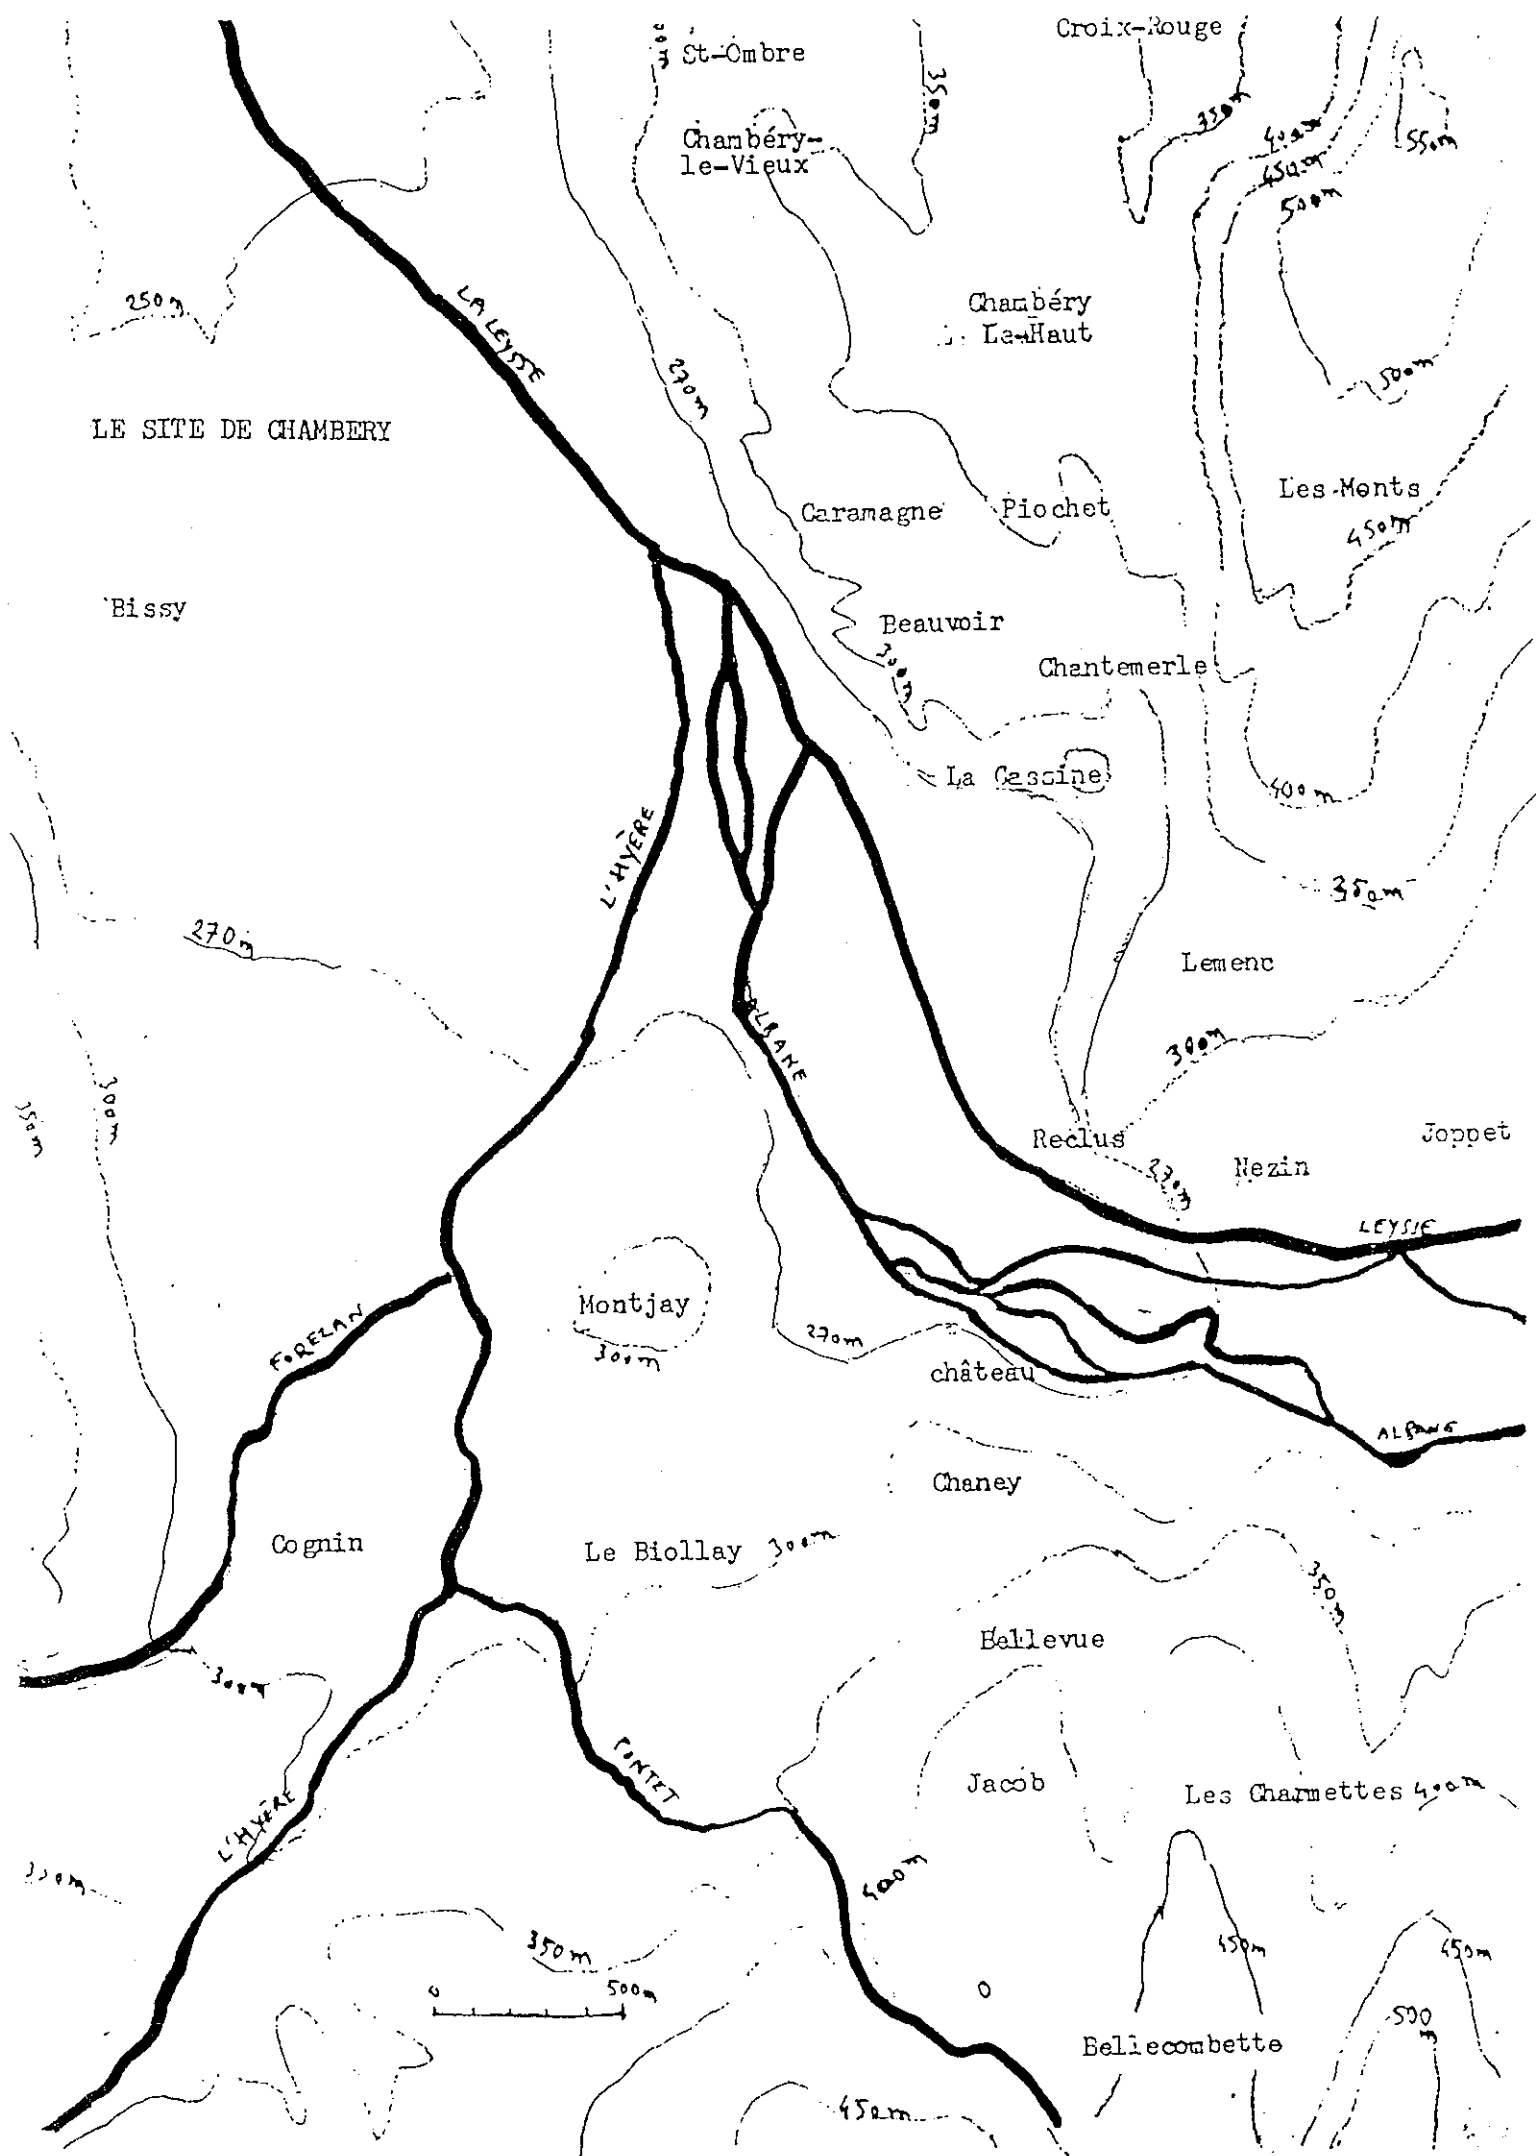 Croix-Rouge
St-Ombre
350m
350m
Chambéry-
le-Vieux
400m
450m
550m
500m
Chambéry
Le-Haut
250m
LA LEYSSE
270m
500m
LE SITE DE CHAMBERY
Les Monts
Caramagne
Piochet
450m
Bissy
Beauvoir
300m
Chantemerle
La Cassine
400m
L'HYÈRE
350m
270m
Lemenc
ALBANE
300m
300m
350m
Reclus
Joppet
Nezin
270m
LEYSSE
Montjay
FOREZAN
270m
300m
château
ALBANE
Chaney
Cognin
Le Biollay
300m
350m
Bellevue
300m
PONTET
Jacob
Les Charmettes
400m
L'HYÈRE
350m
400m
350m
450m
450m
0
500m
500
m
Bellecombette
450m